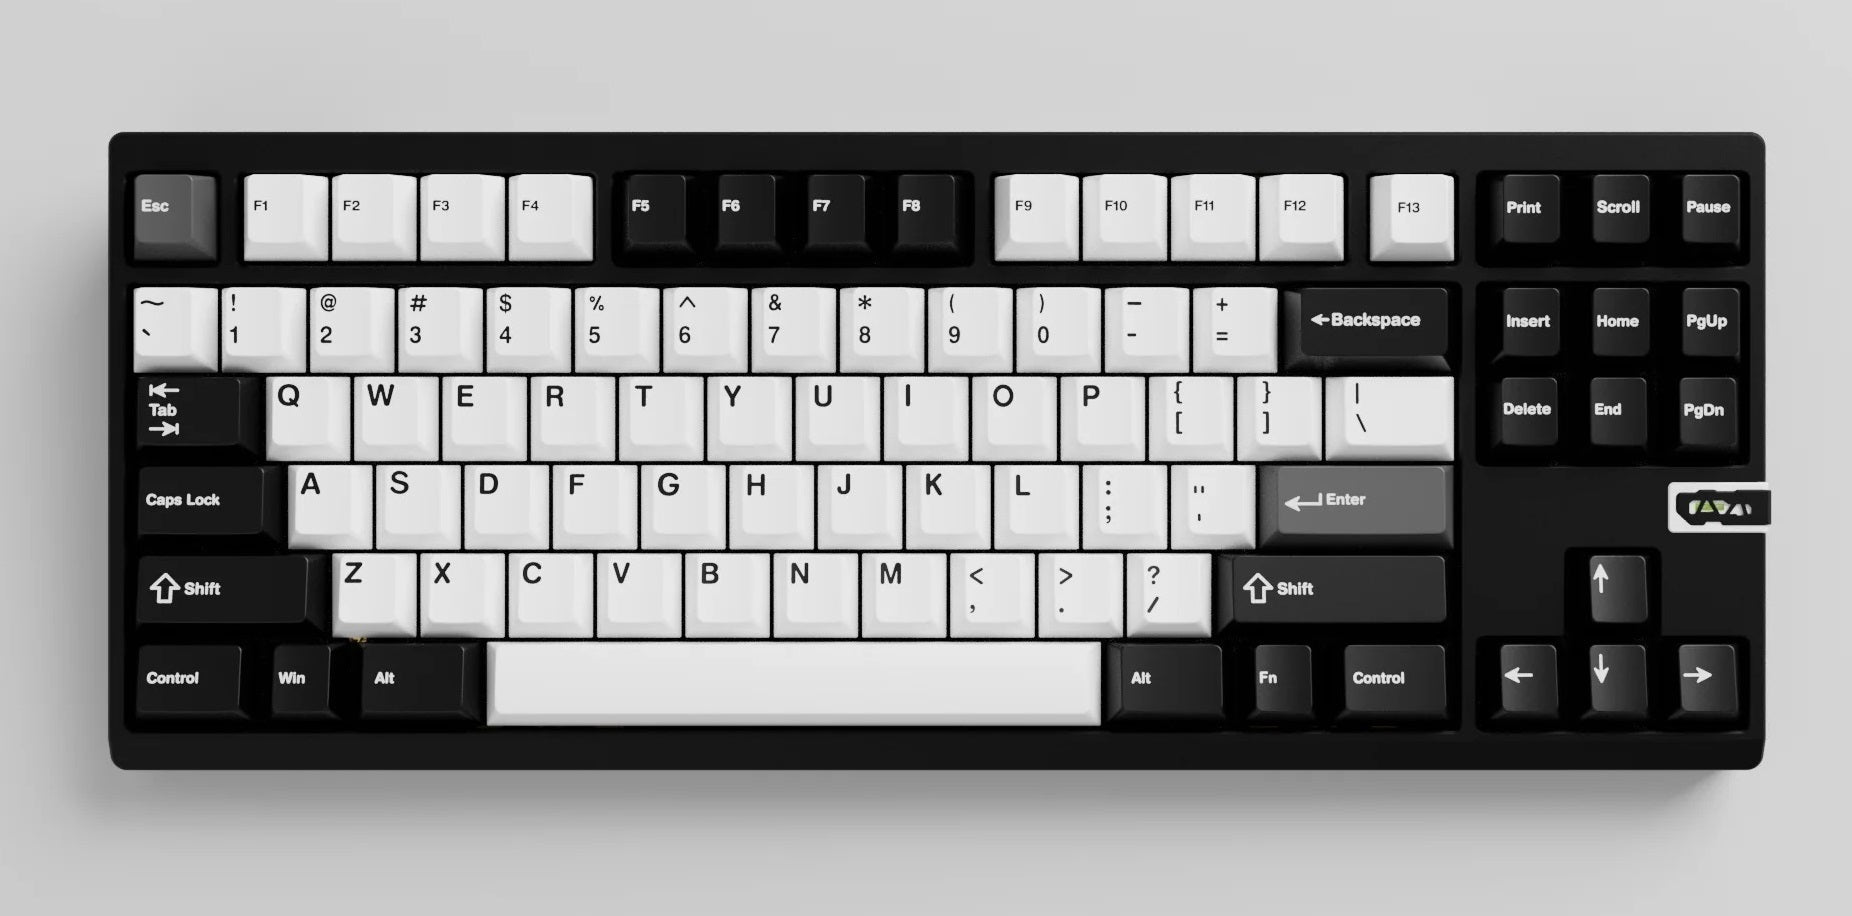 Esc F1 F2 F3 F4 F5 F6 F7 F8 F9 F10 F11 F12 F13 Print Scroll Pause
~ ! @ # $ % ^ & * ( ) _ +
` 1 2 3 4 5 6 7 8 9 0 - = ←Backspace Insert Home PgUp
Tab Q W E R T Y U I O P { } |
[ ] \ Delete End PgDn
Caps Lock A S D F G H J K L : "
; ' Enter
Shift Z X C V B N M < > ?
, . / Shift ↑
Control Win Alt Alt Fn Control ← ↓ →